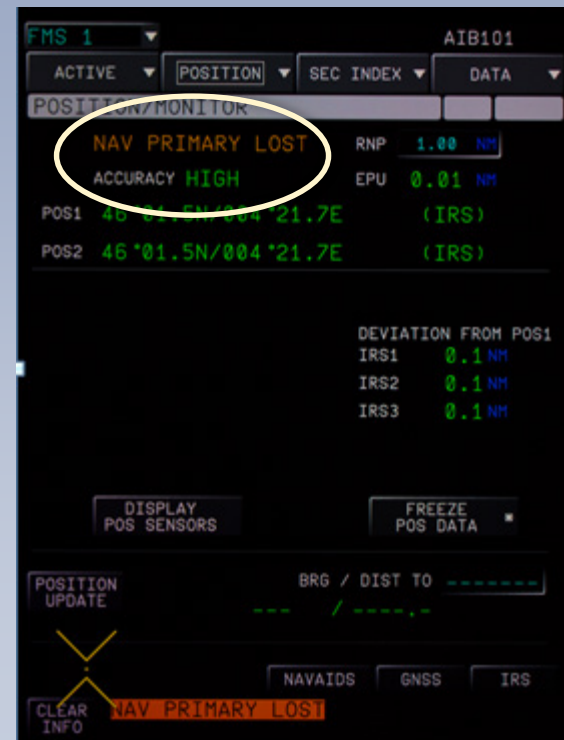 FMS 1 AIB101
ACTIVE POSITION SEC INDEX DATA
POSITION/MONITOR
NAV PRIMARY LOST RNP 1.00 NM
ACCURACY HIGH EPU 0.01 NM
POS1 46°01.5N/004°21.7E (IRS)
POS2 46°01.5N/004°21.7E (IRS)
DEVIATION FROM POS1
IRS1 0.1 NM
IRS2 0.1 NM
IRS3 0.1 NM
DISPLAY POS SENSORS
FREEZE POS DATA *
POSITION UPDATE
BRG / DIST TO -------
--- / ----.-
NAVAIDS GNSS IRS
CLEAR INFO
NAV PRIMARY LOST